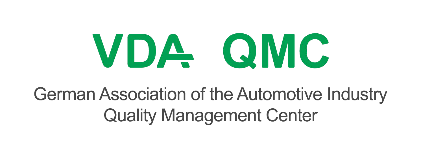 VDA QMC
German Association of the Automotive Industry
Quality Management Center